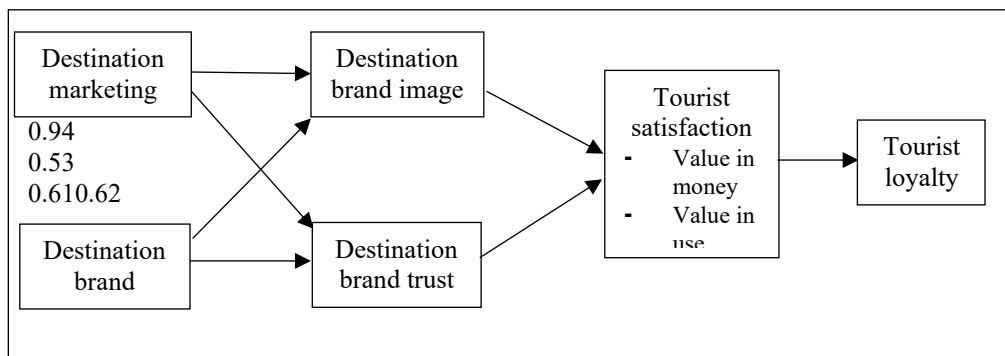 Destination
marketing
0.94
0.53
0.610.62
Destination
brand
Destination
brand image
Destination
brand trust
Tourist
satisfaction
- Value in
money
- Value in
use
Tourist
loyalty